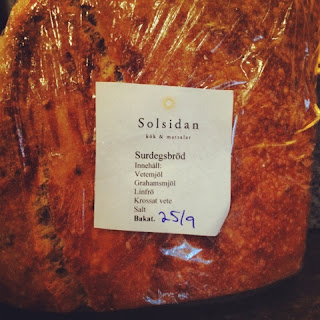 Solsidan
kök & matsalar
Surdegsbröd
Innehåll:
Vetemjöl
Grahamsmjöl
Linfrö
Krossat vete
Salt
Bakat. 25/9